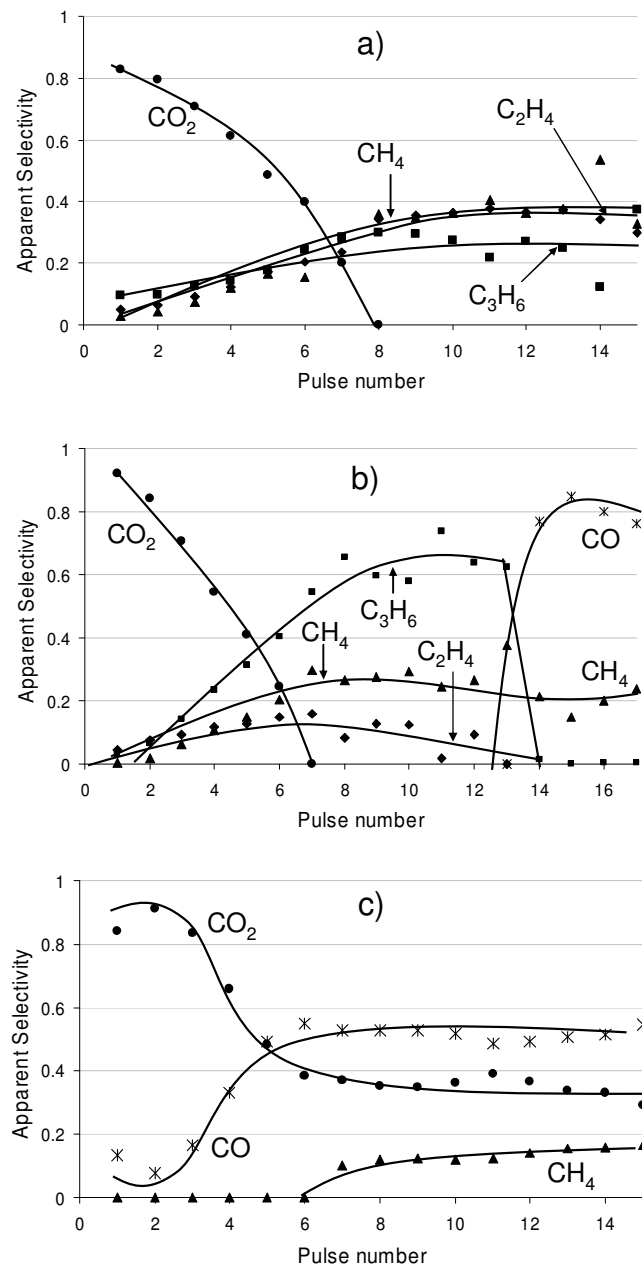 a)
1
0.8
0.6
0.4
0.2
0
Apparent Selectivity
CO2
CH4
C2H4
C3H6
0 2 4 6 8 10 12 14
Pulse number
b)
1
0.8
0.6
0.4
0.2
0
Apparent Selectivity
CO2
CO
C3H6
CH4
C2H4
CH4
0 2 4 6 8 10 12 14 16
Pulse number
c)
1
0.8
0.6
0.4
0.2
0
Apparent Selectivity
CO2
CO
CH4
0 2 4 6 8 10 12 14
Pulse number